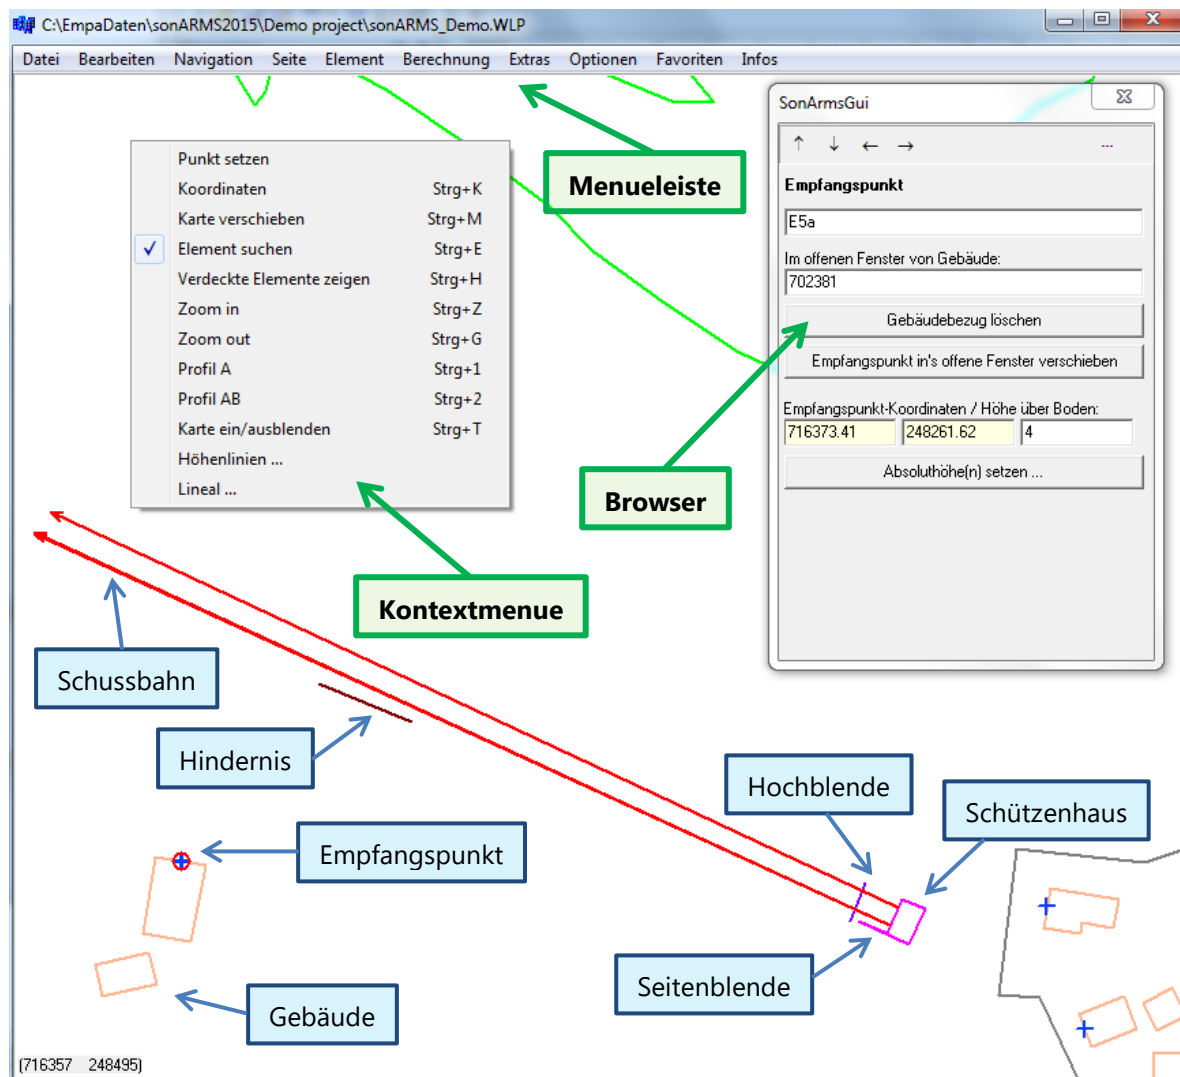 C:\EmpaDaten\sonARMS2015\Demo project\sonARMS_Demo.WLP
Datei Bearbeiten Navigation Seite Element Berechnung Extras Optionen Favoriten Infos
Punkt setzen
Koordinaten Strg+K
Karte verschieben Strg+M
Element suchen Strg+E
Verdeckte Elemente zeigen Strg+H
Zoom in Strg+Z
Zoom out Strg+G
Profil A Strg+1
Profil AB Strg+2
Karte ein/ausblenden Strg+T
Höhenlinien ...
Lineal ...
Menueleiste
SonArmsGui
↑ ↓ ← → ---
Empfangspunkt
E5a
Im offenen Fenster von Gebäude:
702381
Gebäudebezug löschen
Empfangspunkt in's offene Fenster verschieben
Empfangspunkt-Koordinaten / Höhe über Boden:
716373.41 248261.62 4
Absoluthöhe(n) setzen ...
Browser
Kontextmenue
Schussbahn
Hindernis
Hochblende
Schützenhaus
Empfangspunkt
Seitenblende
Gebäude
(716357 248495)